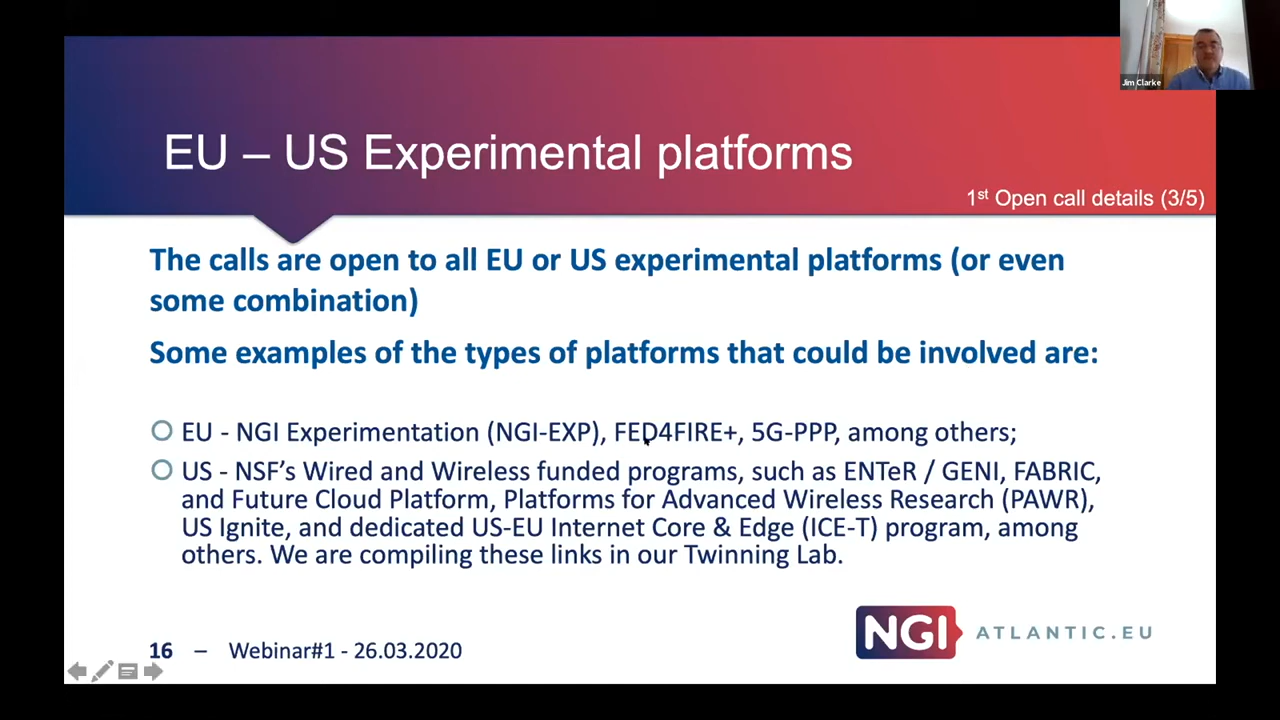 Jim Clarke
EU – US Experimental platforms
1st Open call details (3/5)
The calls are open to all EU or US experimental platforms (or even
some combination)
Some examples of the types of platforms that could be involved are:
EU - NGI Experimentation (NGI-EXP), FED4FIRE+, 5G-PPP, among others;
US - NSF’s Wired and Wireless funded programs, such as ENTeR / GENI, FABRIC,
and Future Cloud Platform, Platforms for Advanced Wireless Research (PAWR),
US Ignite, and dedicated US-EU Internet Core & Edge (ICE-T) program, among
others. We are compiling these links in our Twinning Lab.
NGI ATLANTIC.EU
16 – Webinar#1 - 26.03.2020